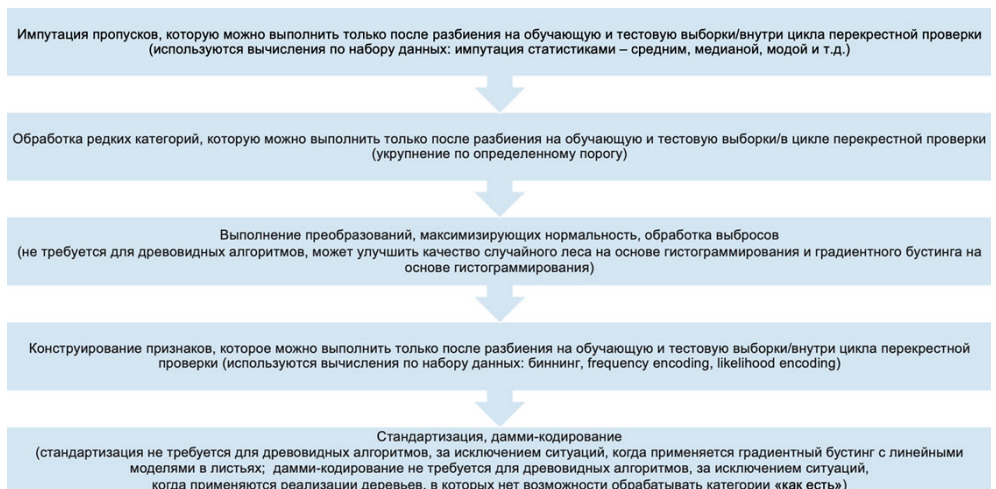 Импутация пропусков, которую можно выполнить только после разбиения на обучающую и тестовую выборки/внутри цикла перекрестной проверки
(используются вычисления по набору данных: импутация статистиками – средним, медианой, модой и т.д.)
Обработка редких категорий, которую можно выполнить только после разбиения на обучающую и тестовую выборки/в цикле перекрестной проверки
(укрупнение по определенному порогу)
Выполнение преобразований, максимизирующих нормальность, обработка выбросов
(не требуется для древовидных алгоритмов, может улучшить качество случайного леса на основе гистограммирования и градиентного бустинга на
основе гистограммирования)
Конструирование признаков, которое можно выполнить только после разбиения на обучающую и тестовую выборки/внутри цикла перекрестной
проверки (используются вычисления по набору данных: биннинг, frequency encoding, likelihood encoding)
Стандартизация, дамми-кодирование
(стандартизация не требуется для древовидных алгоритмов, за исключением ситуаций, когда применяется градиентный бустинг с линейными
моделями в листьях; дамми-кодирование не требуется для древовидных алгоритмов, за исключением ситуаций,
когда применяются реализации деревьев, в которых нет возможности обрабатывать категории «как есть»)